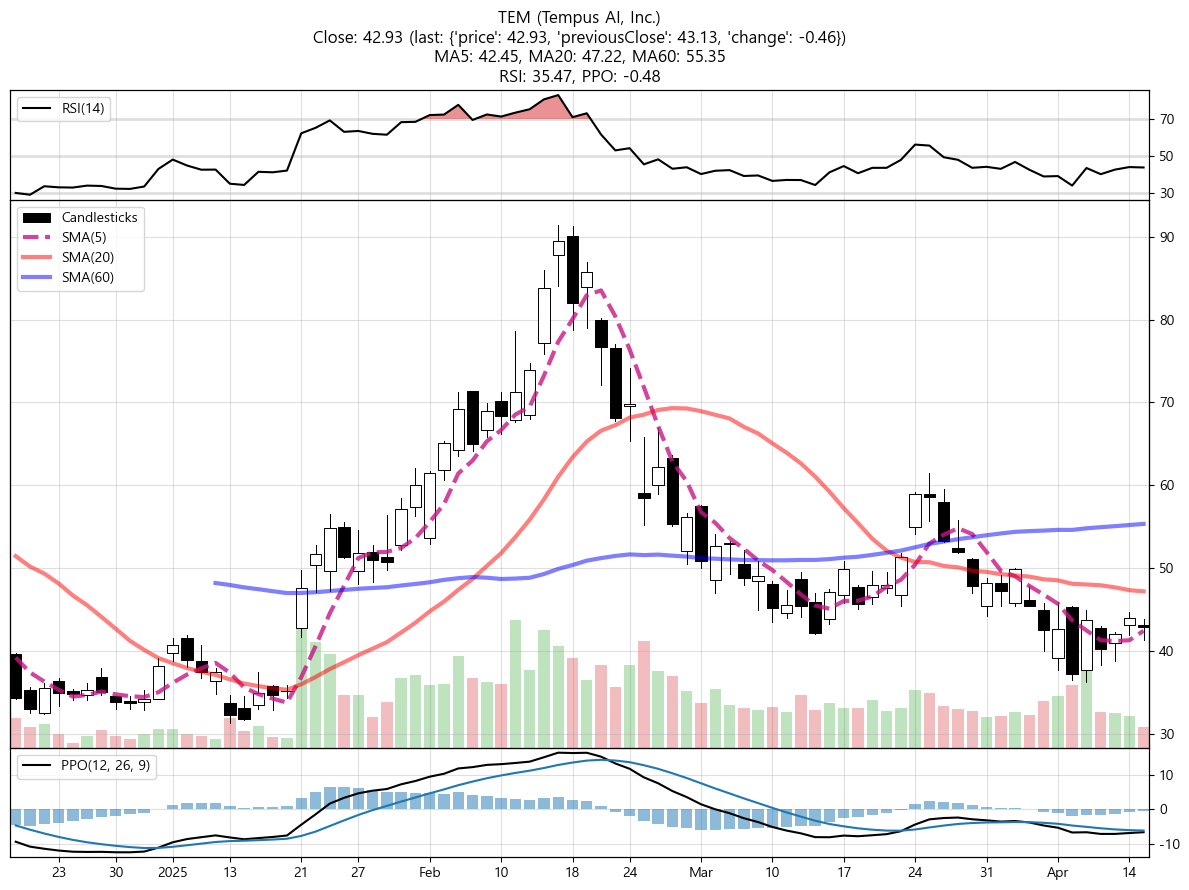 TEM (Tempus AI, Inc.)
Close: 42.93 (last: {'price': 42.93, 'previousClose': 43.13, 'change': -0.46})
MA5: 42.45, MA20: 47.22, MA60: 55.35
RSI: 35.47, PPO: -0.48
RSI(14)
70
50
30
Candlesticks
SMA(5)
SMA(20)
SMA(60)
90
80
70
60
50
40
30
PPO(12, 26, 9)
10
0
-10
23 30 2025 13 21 27 Feb 10 18 24 Mar 10 17 24 31 Apr 14